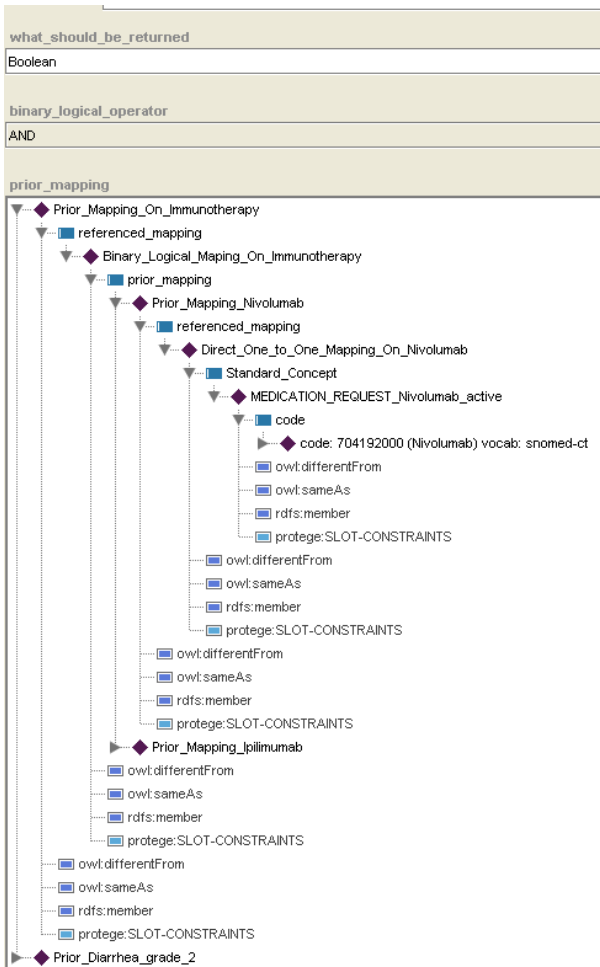 what_should_be_returned
Boolean
binary_logical_operator
AND
prior_mapping
Prior_Mapping_On_Immunotherapy
referenced_mapping
Binary_Logical_Maping_On_Immunotherapy
prior_mapping
Prior_Mapping_Nivolumab
referenced_mapping
Direct_One_to_One_Mapping_On_Nivolumab
Standard_Concept
MEDICATION_REQUEST_Nivolumab_active
code
code: 704192000 (Nivolumab) vocab: snomed-ct
owl:differentFrom
owl:sameAs
rdfs:member
protege:SLOT-CONSTRAINTS
owl:differentFrom
owl:sameAs
rdfs:member
protege:SLOT-CONSTRAINTS
owl:differentFrom
owl:sameAs
rdfs:member
protege:SLOT-CONSTRAINTS
Prior_Mapping_Ipilimumab
owl:differentFrom
owl:sameAs
rdfs:member
protege:SLOT-CONSTRAINTS
owl:differentFrom
owl:sameAs
rdfs:member
protege:SLOT-CONSTRAINTS
Prior_Diarrhea_grade_2